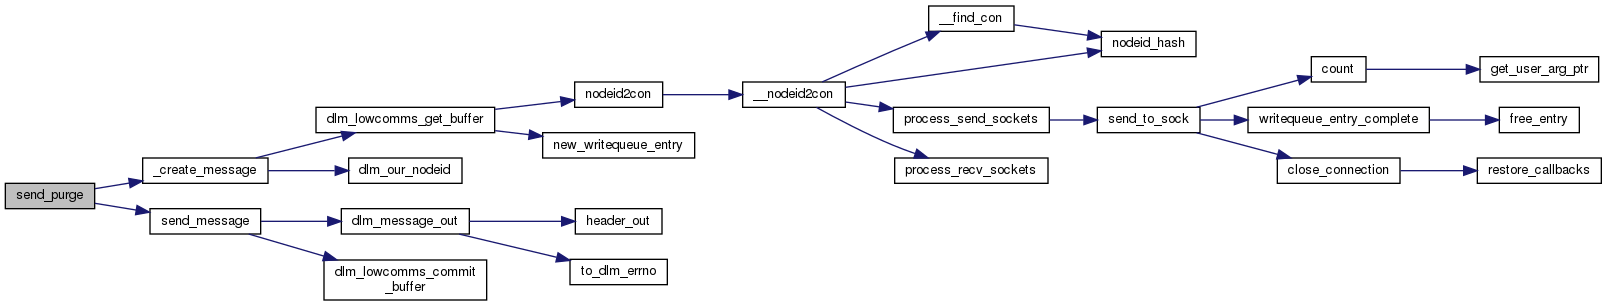 send_purge
_create_message
dlm_lowcomms_get_buffer
nodeid2con
__nodeid2con
__find_con
nodeid_hash
process_send_sockets
send_to_sock
count
get_user_arg_ptr
writequeue_entry_complete
free_entry
close_connection
restore_callbacks
process_recv_sockets
new_writequeue_entry
dlm_our_nodeid
send_message
dlm_message_out
header_out
to_dlm_errno
dlm_lowcomms_commit
_buffer